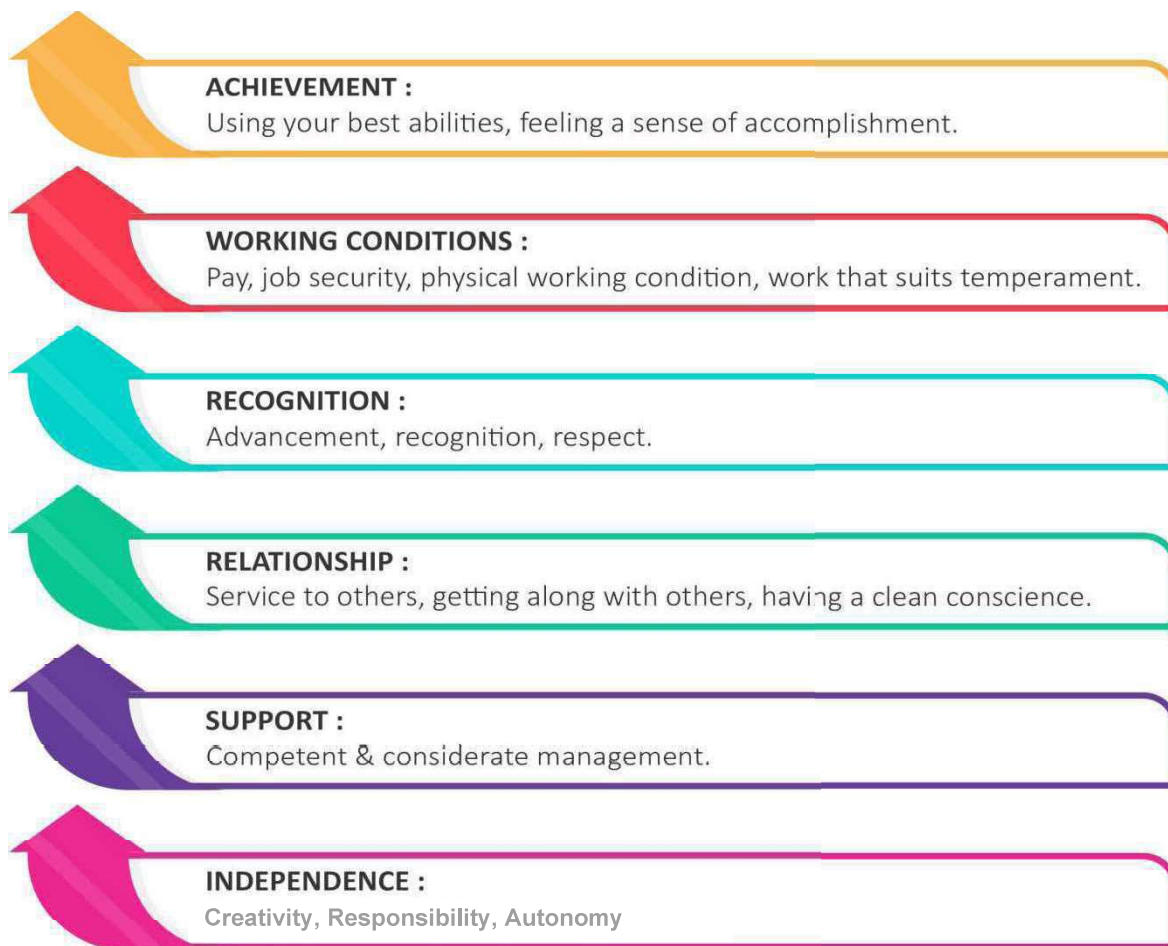 ACHIEVEMENT :
Using your best abilities, feeling a sense of accomplishment.
WORKING CONDITIONS :
Pay, job security, physical working condition, work that suits temperament.
RECOGNITION :
Advancement, recognition, respect.
RELATIONSHIP :
Service to others, getting along with others, having a clean conscience.
SUPPORT :
Competent & considerate management.
INDEPENDENCE :
Creativity, Responsibility, Autonomy